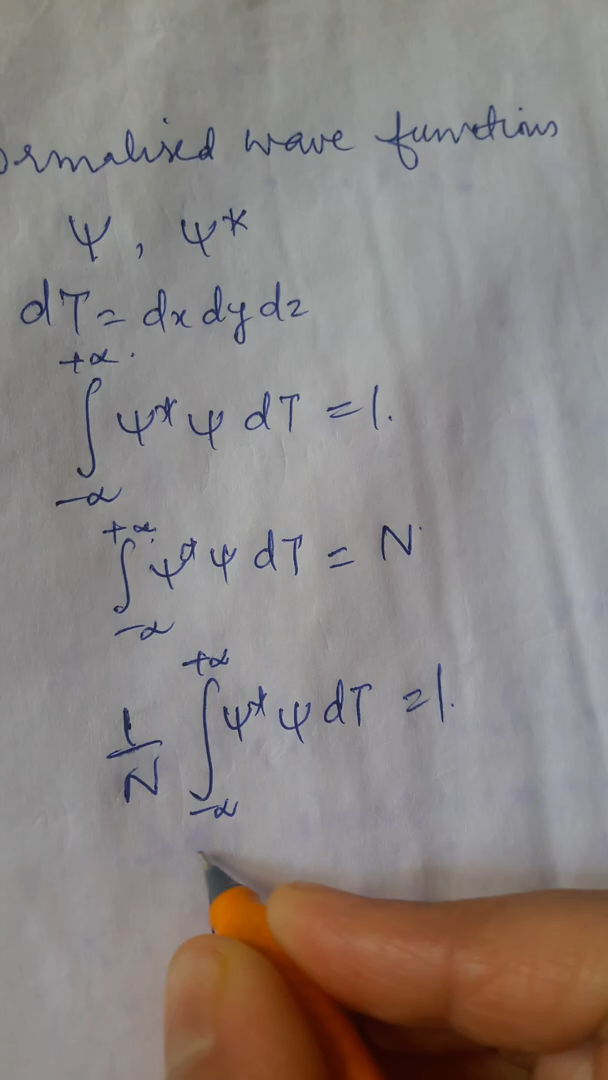 ormalised wave functions
ψ, ψ*
dT = dx dy dz
+α
∫ ψ* ψ dT = 1.
-α
+α
∫ ψ* ψ dT = N
-α
+α
1/N ∫ ψ* ψ dT = 1.
-α